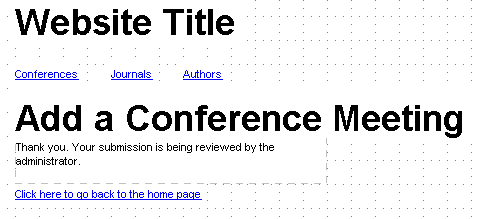 Website Title
Conferences Journals Authors
Add a Conference Meeting
Thank you. Your submission is being reviewed by the
administrator.
Click here to go back to the home page